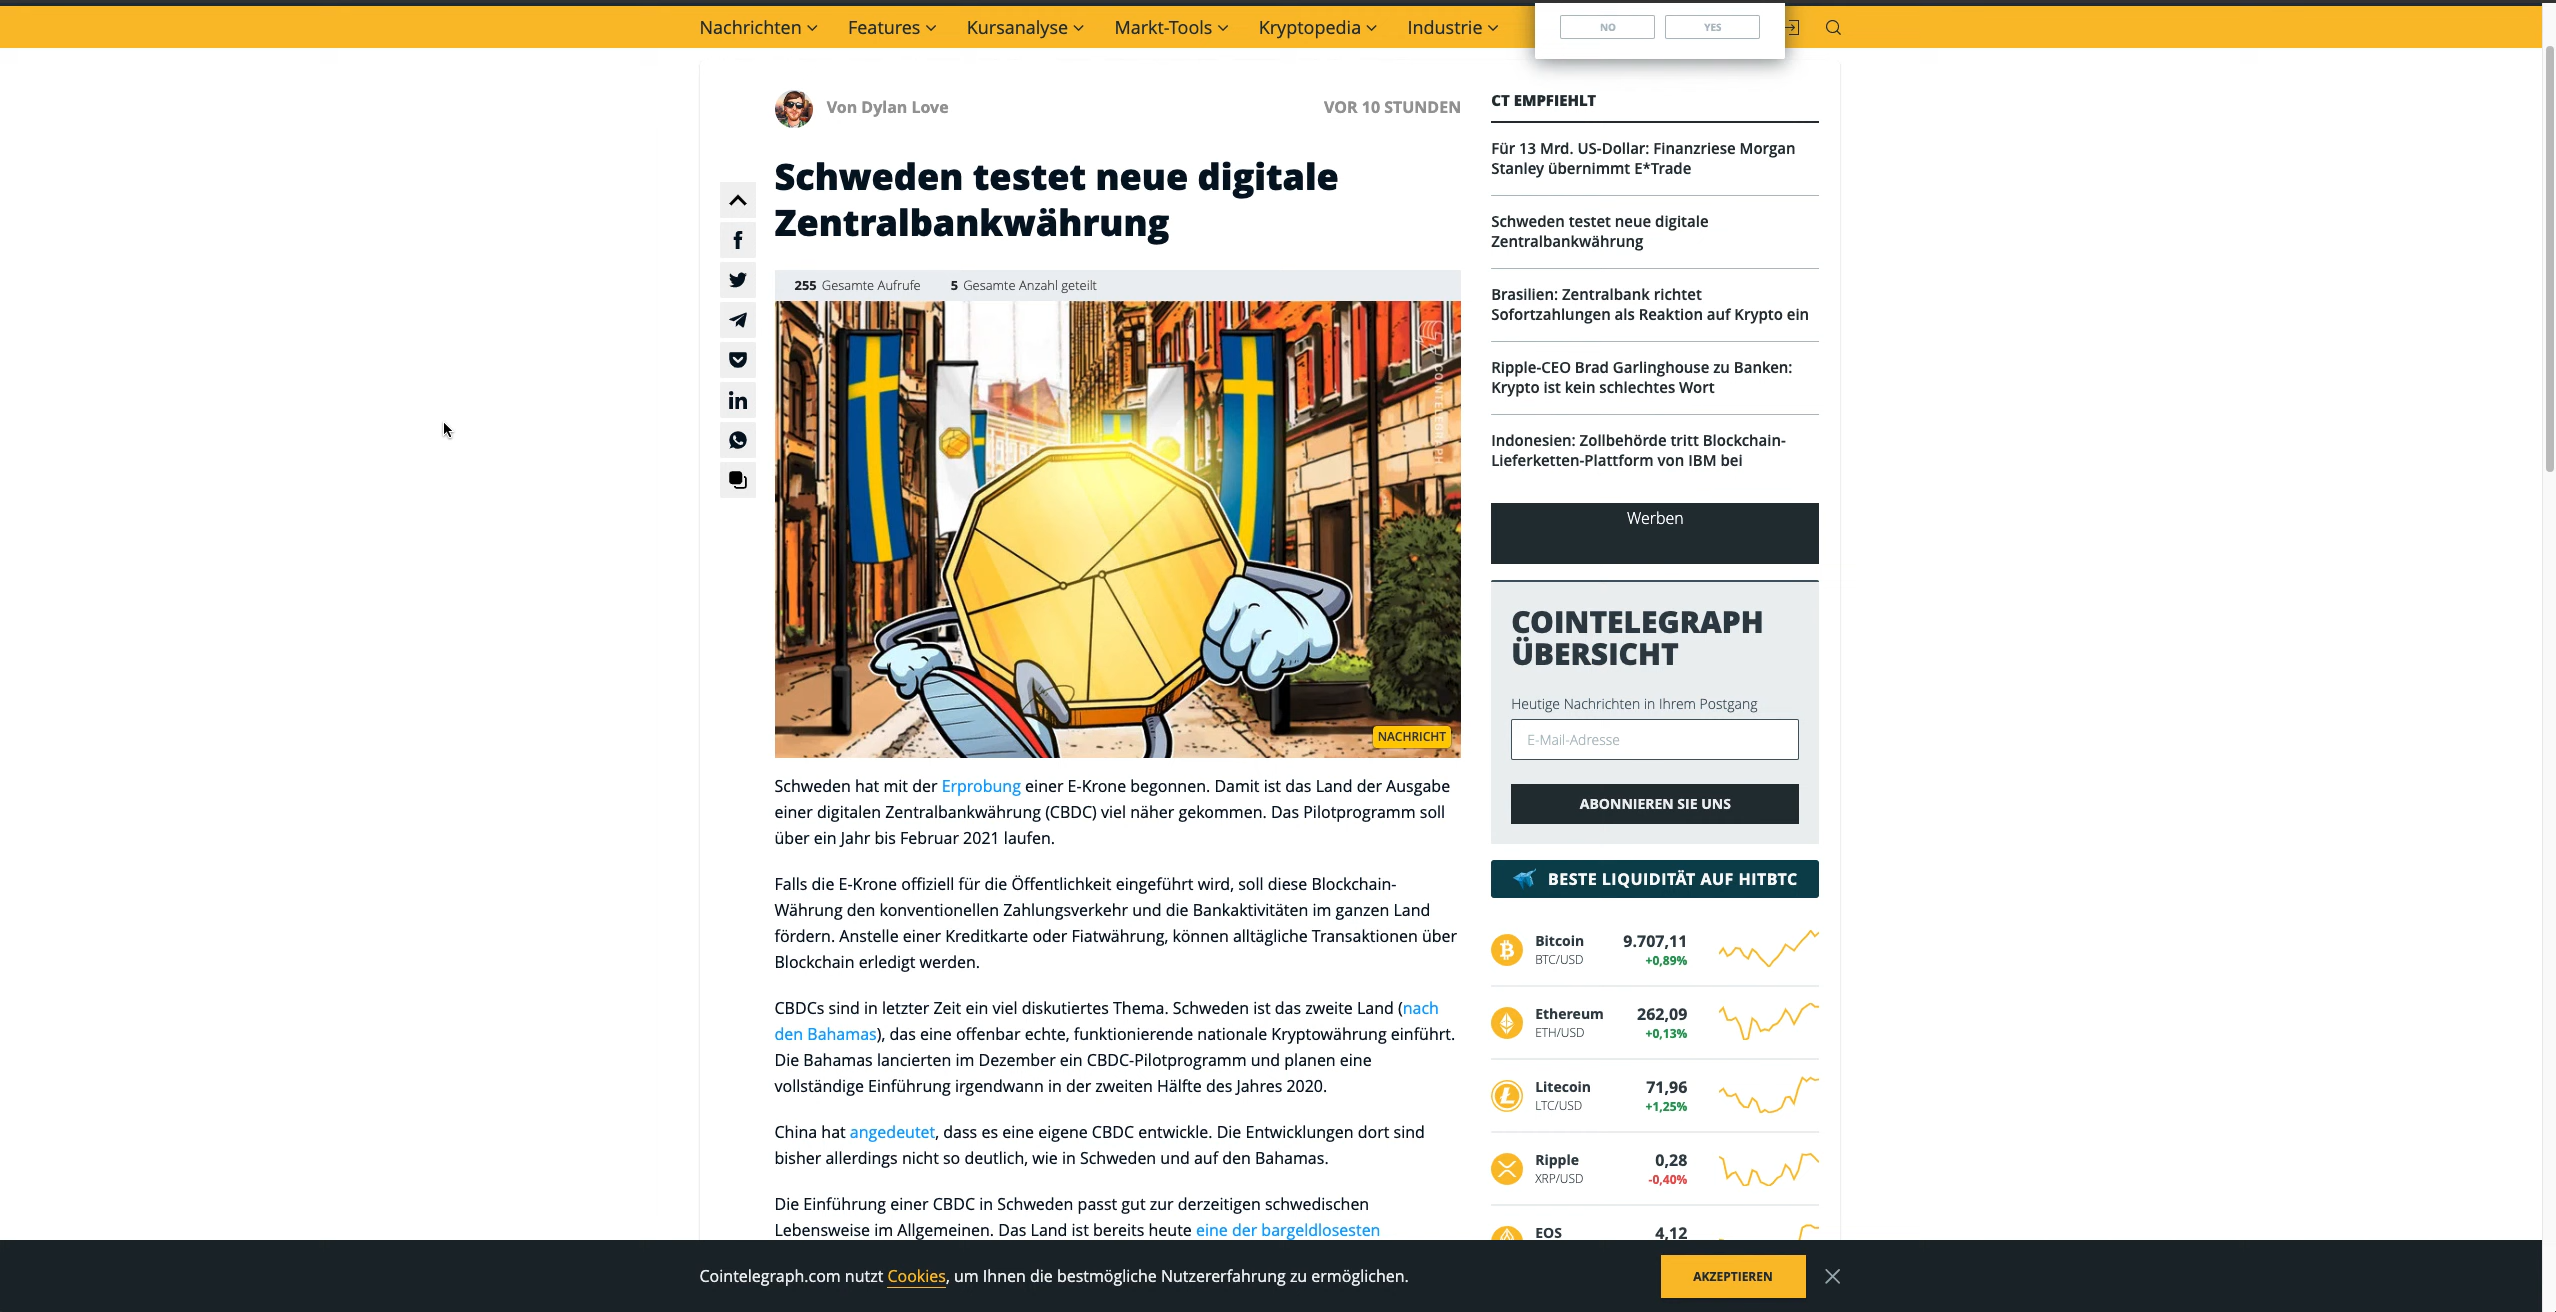 Nachrichten Features Kursanalyse Markt-Tools Kryptopedia Industrie
NO YES
Von Dylan Love
VOR 10 STUNDEN
Schweden testet neue digitale
Zentralbankwährung
255 Gesamte Aufrufe 5 Gesamte Anzahl geteilt
COINTELEGRAPH
NACHRICHT
Schweden hat mit der Erprobung einer E-Krone begonnen. Damit ist das Land der Ausgabe
einer digitalen Zentralbankwährung (CBDC) viel näher gekommen. Das Pilotprogramm soll
über ein Jahr bis Februar 2021 laufen.
Falls die E-Krone offiziell für die Öffentlichkeit eingeführt wird, soll diese Blockchain-
Währung den konventionellen Zahlungsverkehr und die Bankaktivitäten im ganzen Land
fördern. Anstelle einer Kreditkarte oder Fiatwährung, können alltägliche Transaktionen über
Blockchain erledigt werden.
CBDCs sind in letzter Zeit ein viel diskutiertes Thema. Schweden ist das zweite Land (nach
den Bahamas), das eine offenbar echte, funktionierende nationale Kryptowährung einführt.
Die Bahamas lancierten im Dezember ein CBDC-Pilotprogramm und planen eine
vollständige Einführung irgendwann in der zweiten Hälfte des Jahres 2020.
China hat angedeutet, dass es eine eigene CBDC entwickle. Die Entwicklungen dort sind
bisher allerdings nicht so deutlich, wie in Schweden und auf den Bahamas.
Die Einführung einer CBDC in Schweden passt gut zur derzeitigen schwedischen
Lebensweise im Allgemeinen. Das Land ist bereits heute eine der bargeldlosesten
CT EMPFIEHLT
Für 13 Mrd. US-Dollar: Finanzriese Morgan
Stanley übernimmt E*Trade
Schweden testet neue digitale
Zentralbankwährung
Brasilien: Zentralbank richtet
Sofortzahlungen als Reaktion auf Krypto ein
Ripple-CEO Brad Garlinghouse zu Banken:
Krypto ist kein schlechtes Wort
Indonesien: Zollbehörde tritt Blockchain-
Lieferketten-Plattform von IBM bei
Werben
COINTELEGRAPH
ÜBERSICHT
Heutige Nachrichten in Ihrem Postgang
E-Mail-Adresse
ABONNIEREN SIE UNS
BESTE LIQUIDITÄT AUF HITBTC
Bitcoin 9.707,11
BTC/USD +0,89%
Ethereum 262,09
ETH/USD +0,13%
Litecoin 71,96
LTC/USD +1,25%
Ripple 0,28
XRP/USD -0,40%
EOS 4,12
Cointelegraph.com nutzt Cookies, um Ihnen die bestmögliche Nutzererfahrung zu ermöglichen.
AKZEPTIEREN